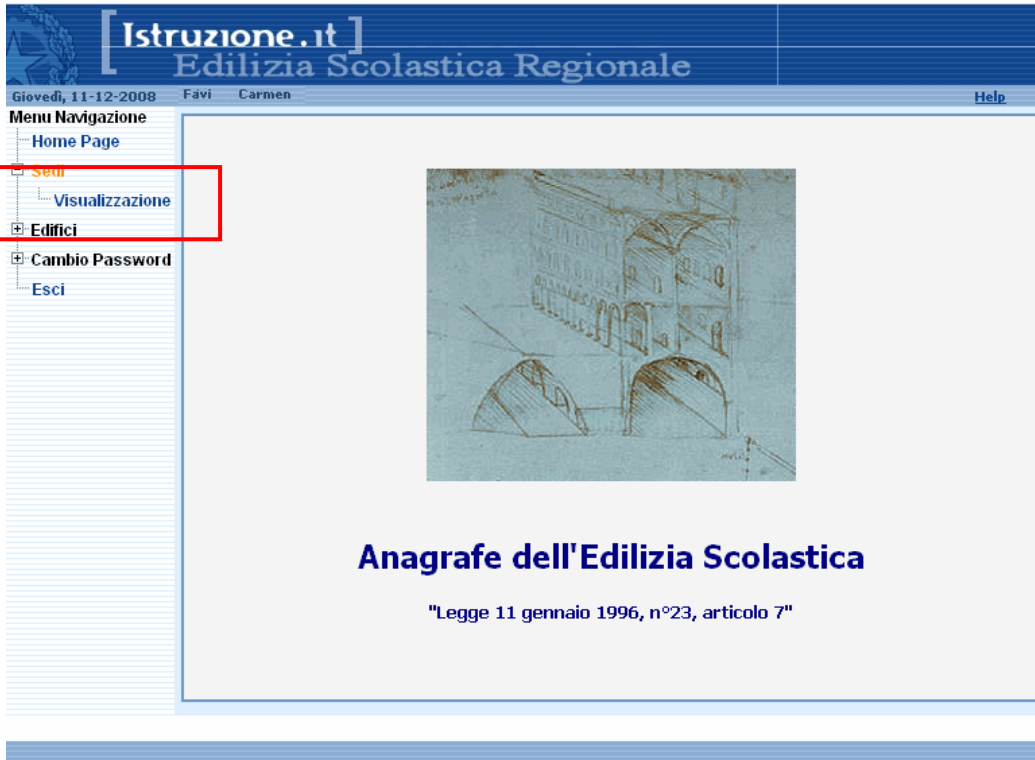 [Istruzione.it]
Edilizia Scolastica Regionale
Giovedì, 11-12-2008 Favi Carmen Help
Menu Navigazione
Home Page
Sedi
Visualizzazione
Edifici
Cambio Password
Esci
Anagrafe dell'Edilizia Scolastica
"Legge 11 gennaio 1996, n°23, articolo 7"